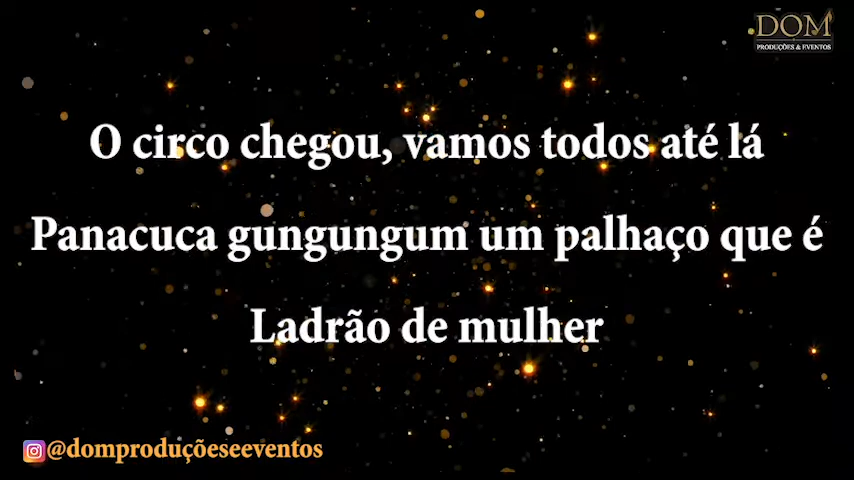 DOM
PRODUÇÕES & EVENTOS
O circo chegou, vamos todos até lá
Panacuca gungungum um palhaço que é
Ladrão de mulher
@domproduçõeseeventos